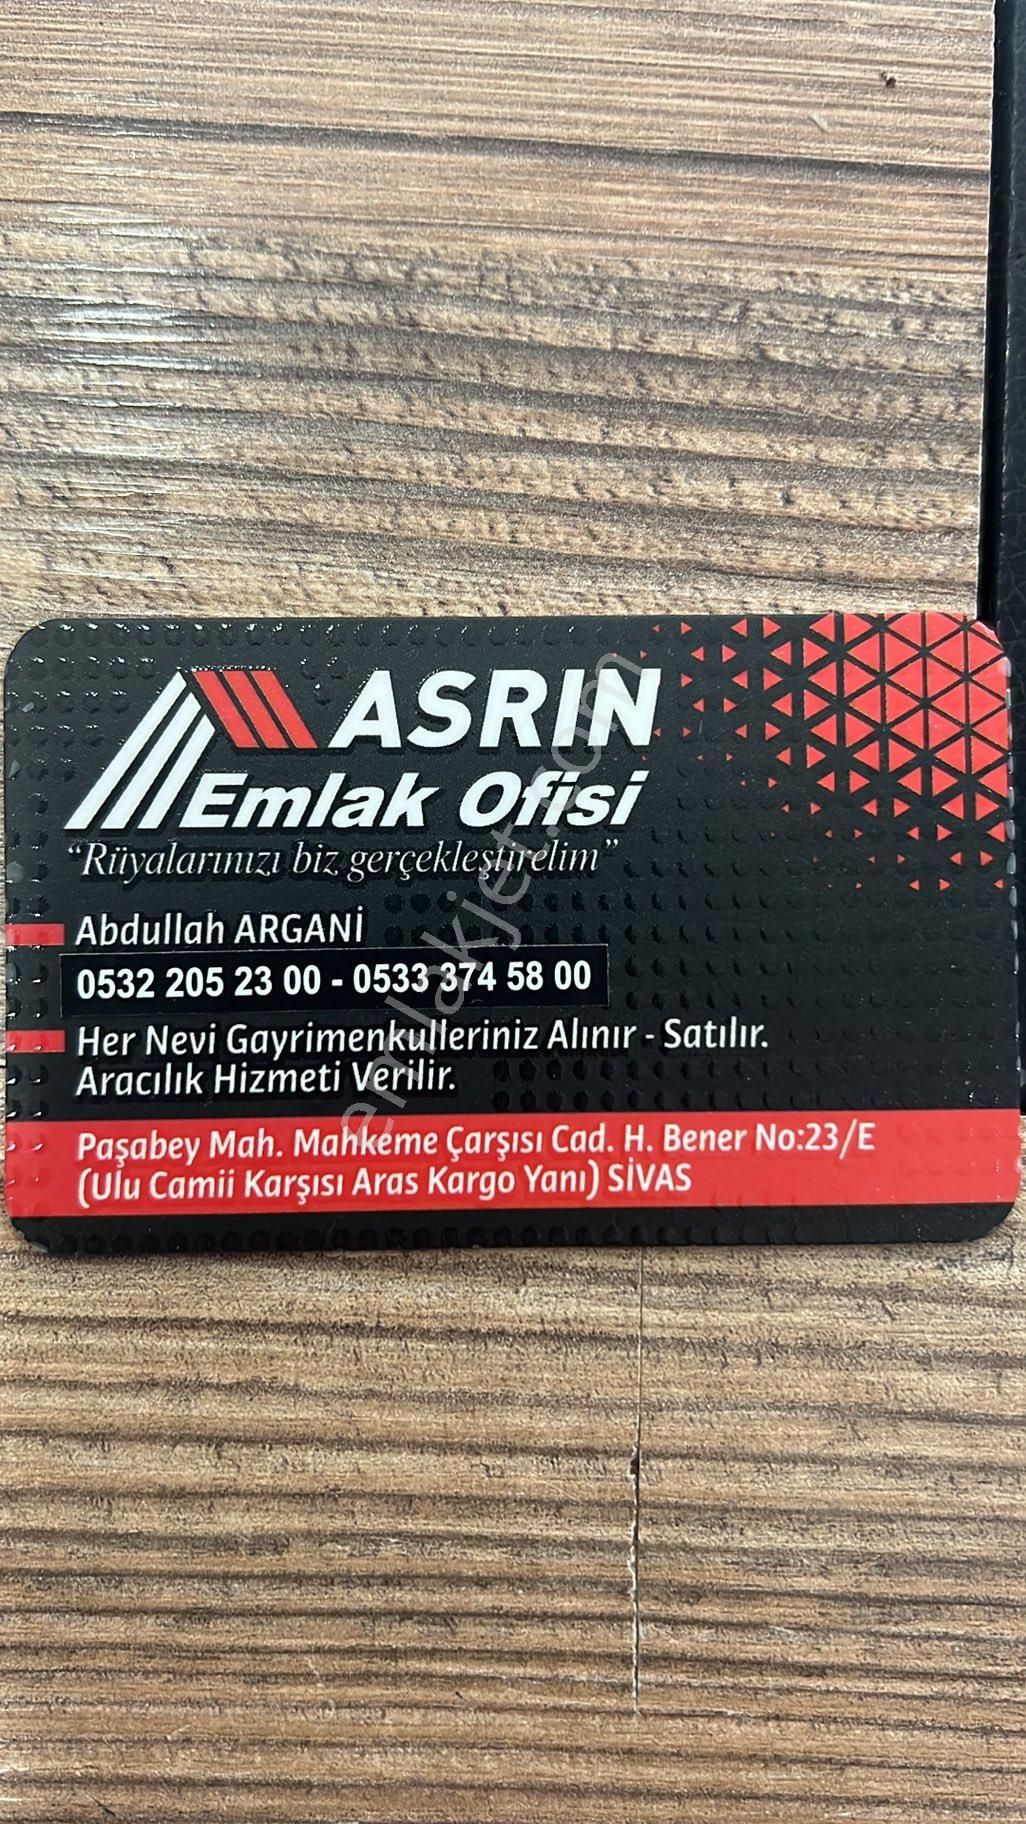 ASRIN
Emlak Ofisi
"Rüyalarınızı biz gerçekleştirelim"
Abdullah ARGANİ
0532 205 23 00 - 0533 374 58 00
Her Nevi Gayrimenkulleriniz Alınır - Satılır.
Aracılık Hizmeti Verilir.
Paşabey Mah. Mahkeme Çarşısı Cad. H. Bener No:23/E
(Ulu Camii Karşısı Aras Kargo Yanı) SİVAS
emlakjet.com